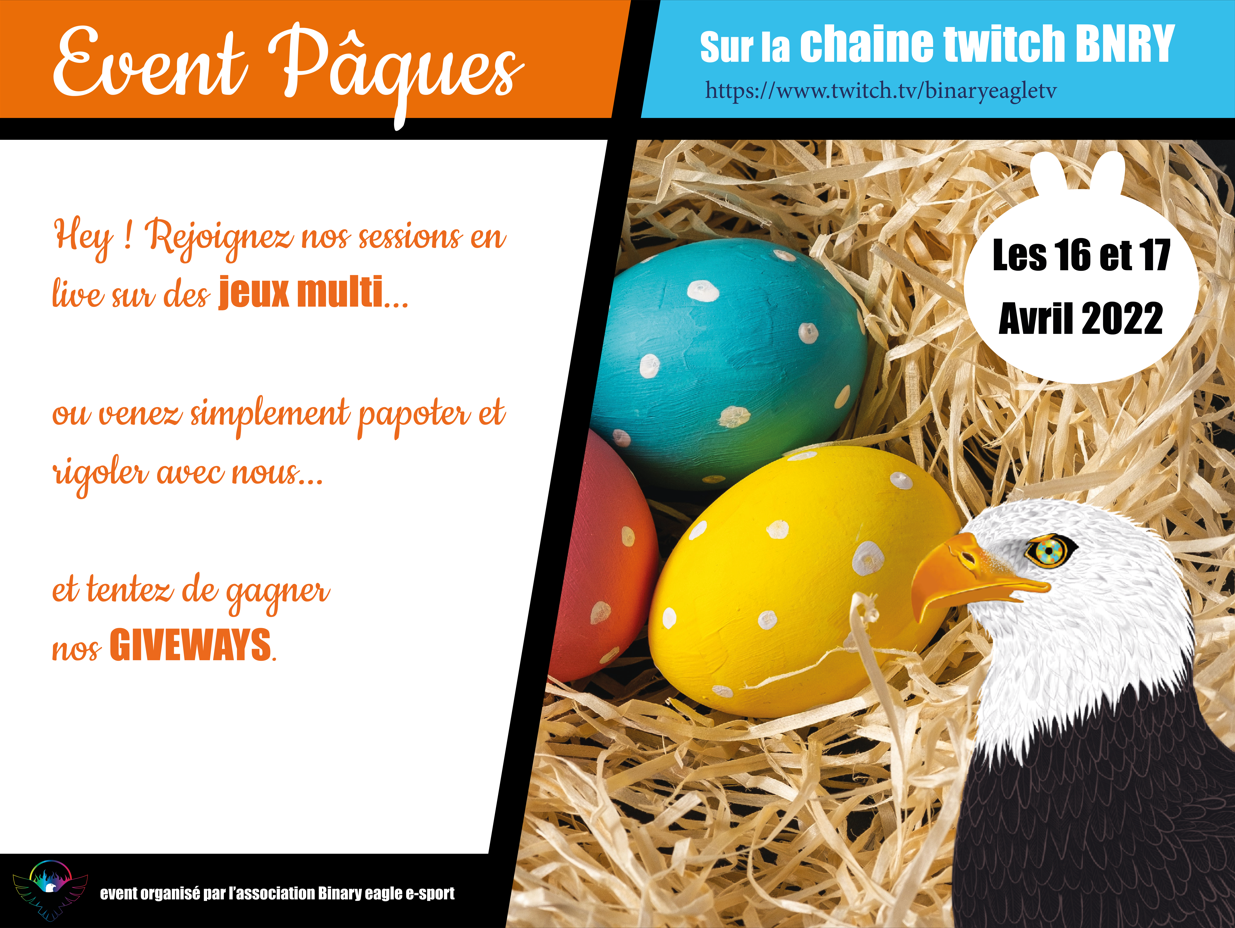 Event Pâques
Sur la chaine twitch BNRY
https://www.twitch.tv/binaryeagletv
Hey ! Rejoignez nos sessions en
live sur des jeux multi...
ou venez simplement papoter et
rigoler avec nous...
et tentez de gagner
nos GIVEWAYS.
Les 16 et 17
Avril 2022
event organisé par l'association Binary eagle e-sport